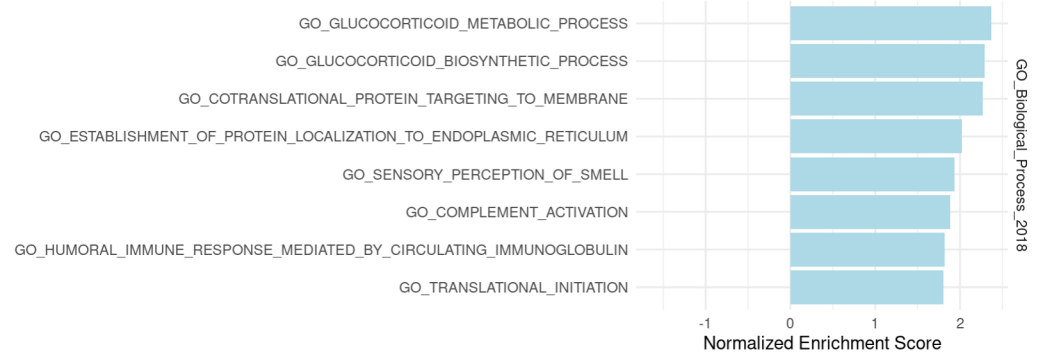 GO_GLUCOCORTICOID_METABOLIC_PROCESS
GO_GLUCOCORTICOID_BIOSYNTHETIC_PROCESS
GO_COTRANSLATIONAL_PROTEIN_TARGETING_TO_MEMBRANE
GO_ESTABLISHMENT_OF_PROTEIN_LOCALIZATION_TO_ENDOPLASMIC_RETICULUM
GO_SENSORY_PERCEPTION_OF_SMELL
GO_COMPLEMENT_ACTIVATION
GO_HUMORAL_IMMUNE_RESPONSE_MEDIATED_BY_CIRCULATING_IMMUNOGLOBULIN
GO_TRANSLATIONAL_INITIATION
GO_Biological_Process_2018
-1 0 1 2
Normalized Enrichment Score